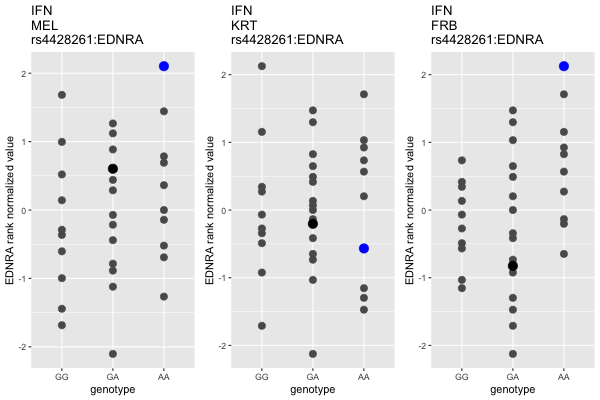 IFN
MEL
rs4428261:EDNRA
EDNRA rank normalized value
2
1
0
-1
-2
GG
GA
AA
genotype
IFN
KRT
rs4428261:EDNRA
EDNRA rank normalized value
2
1
0
-1
-2
GG
GA
AA
genotype
IFN
FRB
rs4428261:EDNRA
EDNRA rank normalized value
2
1
0
-1
-2
GG
GA
AA
genotype